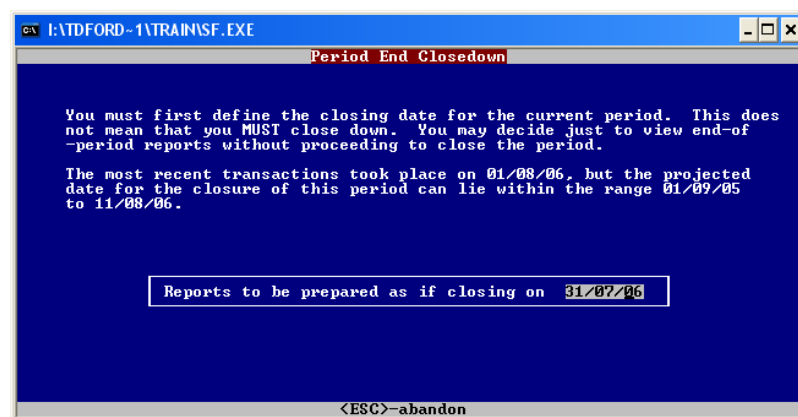 I:\TDFORD~1\TRAIN\SF.EXE
Period End Closedown
You must first define the closing date for the current period. This does
not mean that you MUST close down. You may decide just to view end-of
-period reports without proceeding to close the period.
The most recent transactions took place on 01/08/06, but the projected
date for the closure of this period can lie within the range 01/09/05
to 11/08/06.
Reports to be prepared as if closing on 31/07/06
<ESC>-abandon